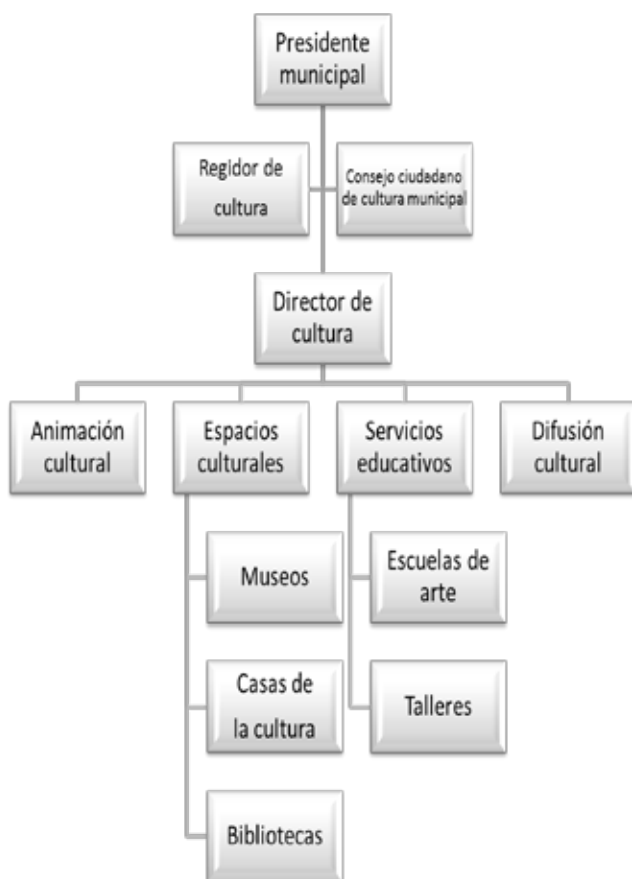 Presidente
municipal
Regidor de
cultura
Consejo ciudadano
de cultura municipal
Director de
cultura
Animación
cultural
Espacios
culturales
Servicios
educativos
Difusión
cultural
Museos
Escuelas de
arte
Casas de
la cultura
Talleres
Bibliotecas